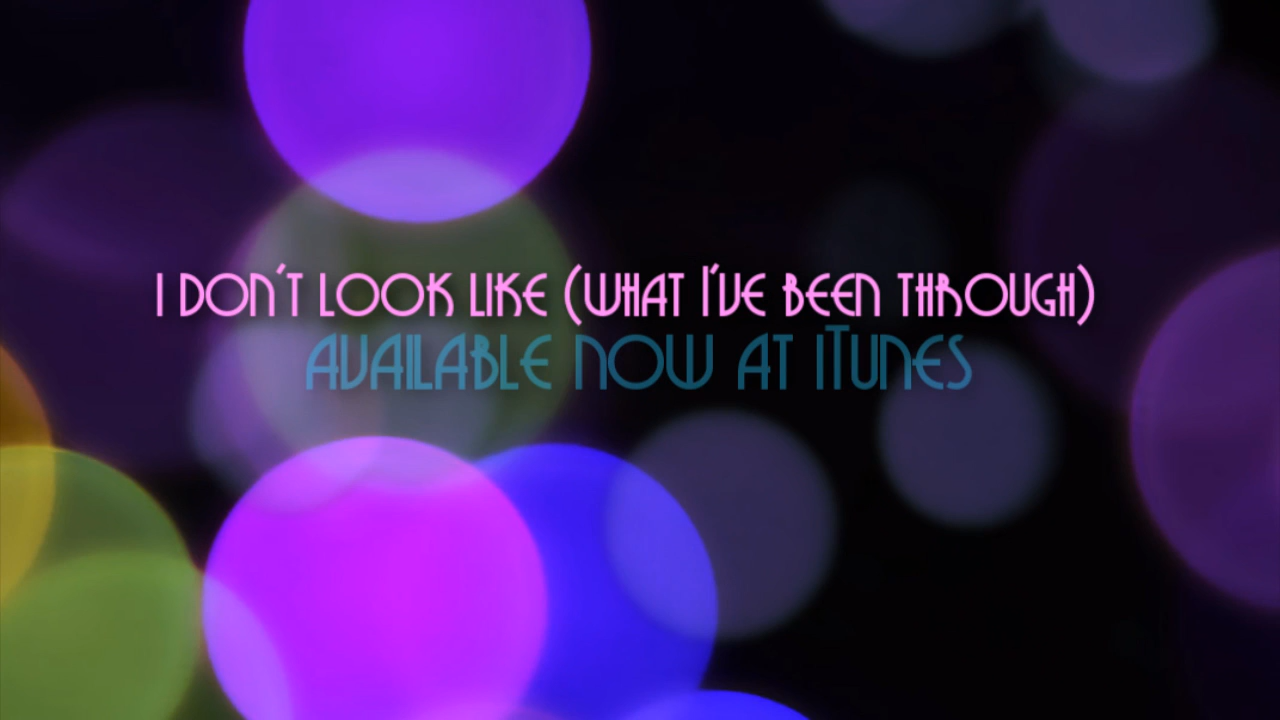 I DON'T LOOK LIKE (WHAT I'VE BEEN THROUGH)
AVAILABLE NOW AT ITUNES